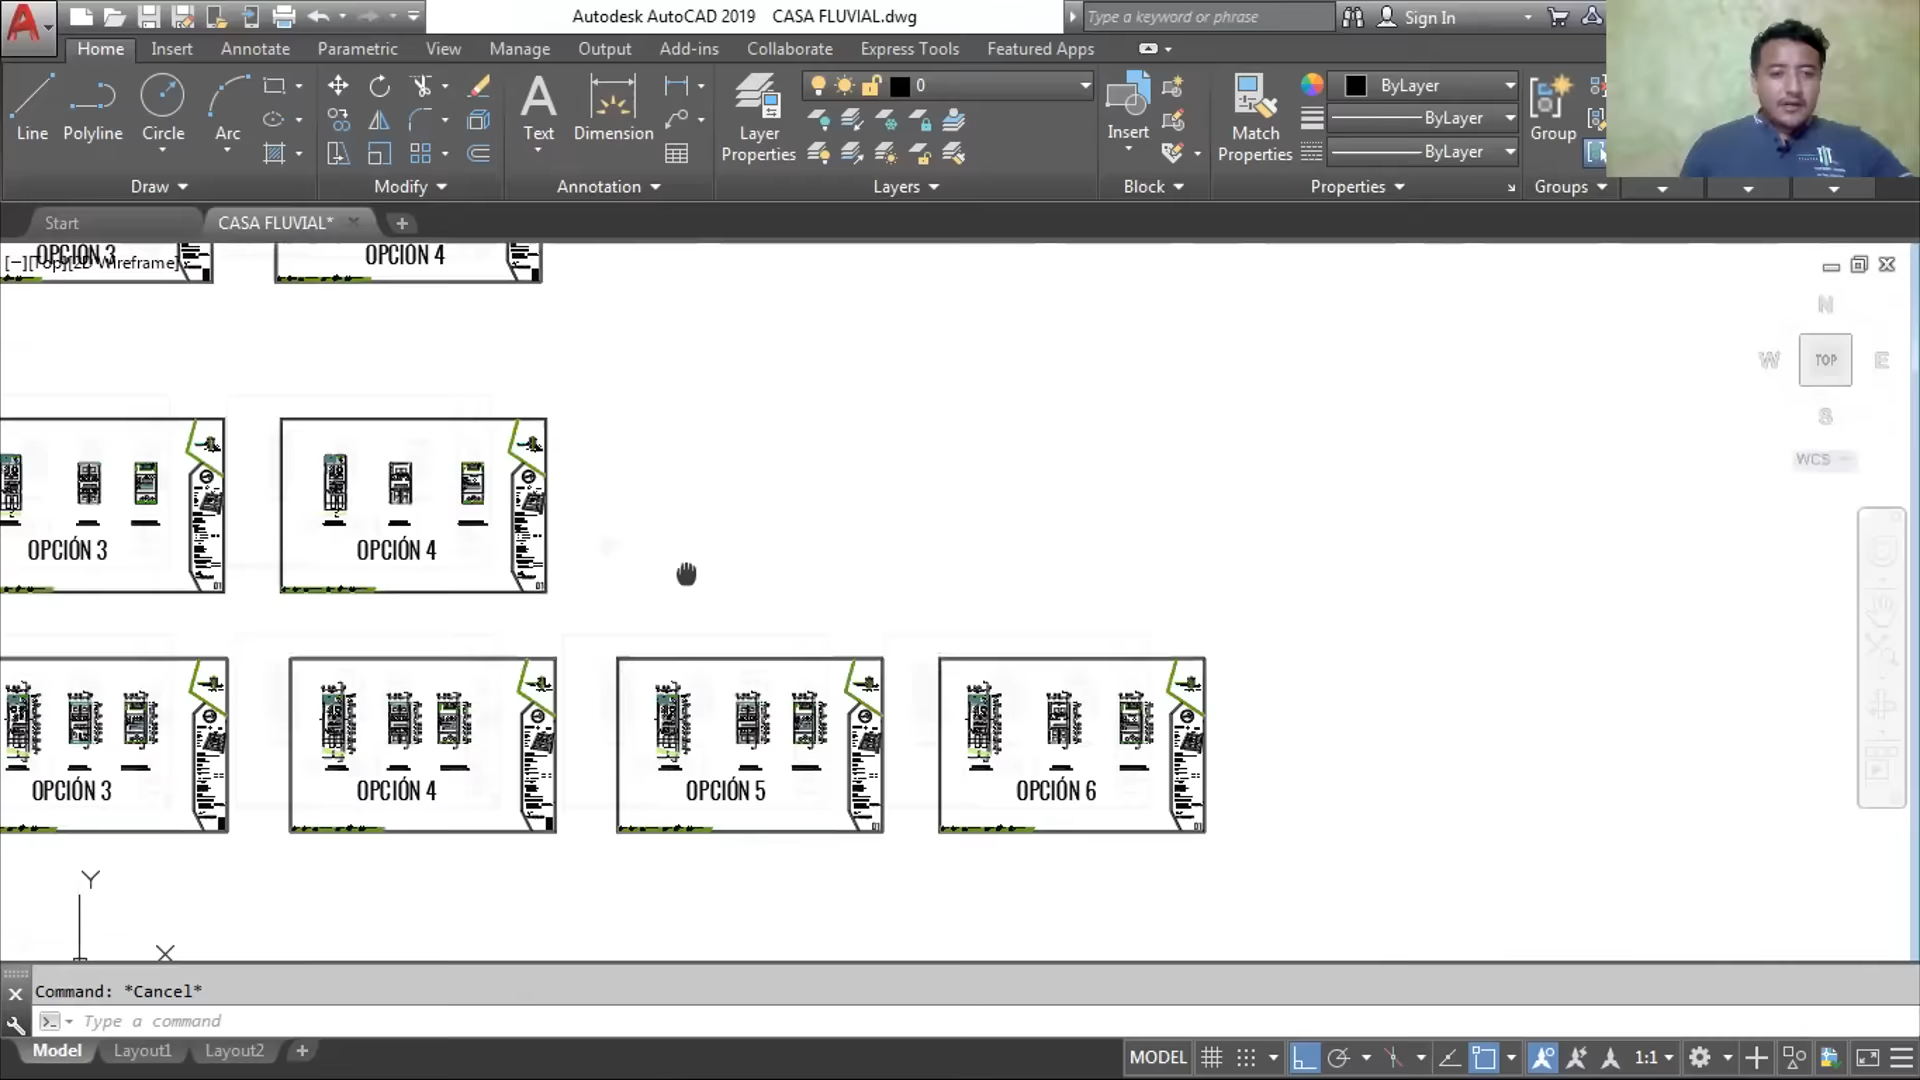 Autodesk AutoCAD 2019 CASA FLUVIAL.dwg
Type a keyword or phrase
Sign In
Home Insert Annotate Parametric View Manage Output Add-ins Collaborate Express Tools Featured Apps
Line Polyline Circle Arc
Text Dimension
Layer Properties
0
Insert
Match Properties
ByLayer
ByLayer
ByLayer
Group
Draw Modify Annotation Layers Block Properties Groups
Start CASA FLUVIAL*
[−][Top][2D Wireframe]
OPCIÓN 3 OPCIÓN 4
N
W TOP E
S
WCS
OPCIÓN 3 OPCIÓN 4
OPCIÓN 3 OPCIÓN 4 OPCIÓN 5 OPCIÓN 6
Y
X
Command: *Cancel*
Type a command
Model Layout1 Layout2
MODEL 1:1